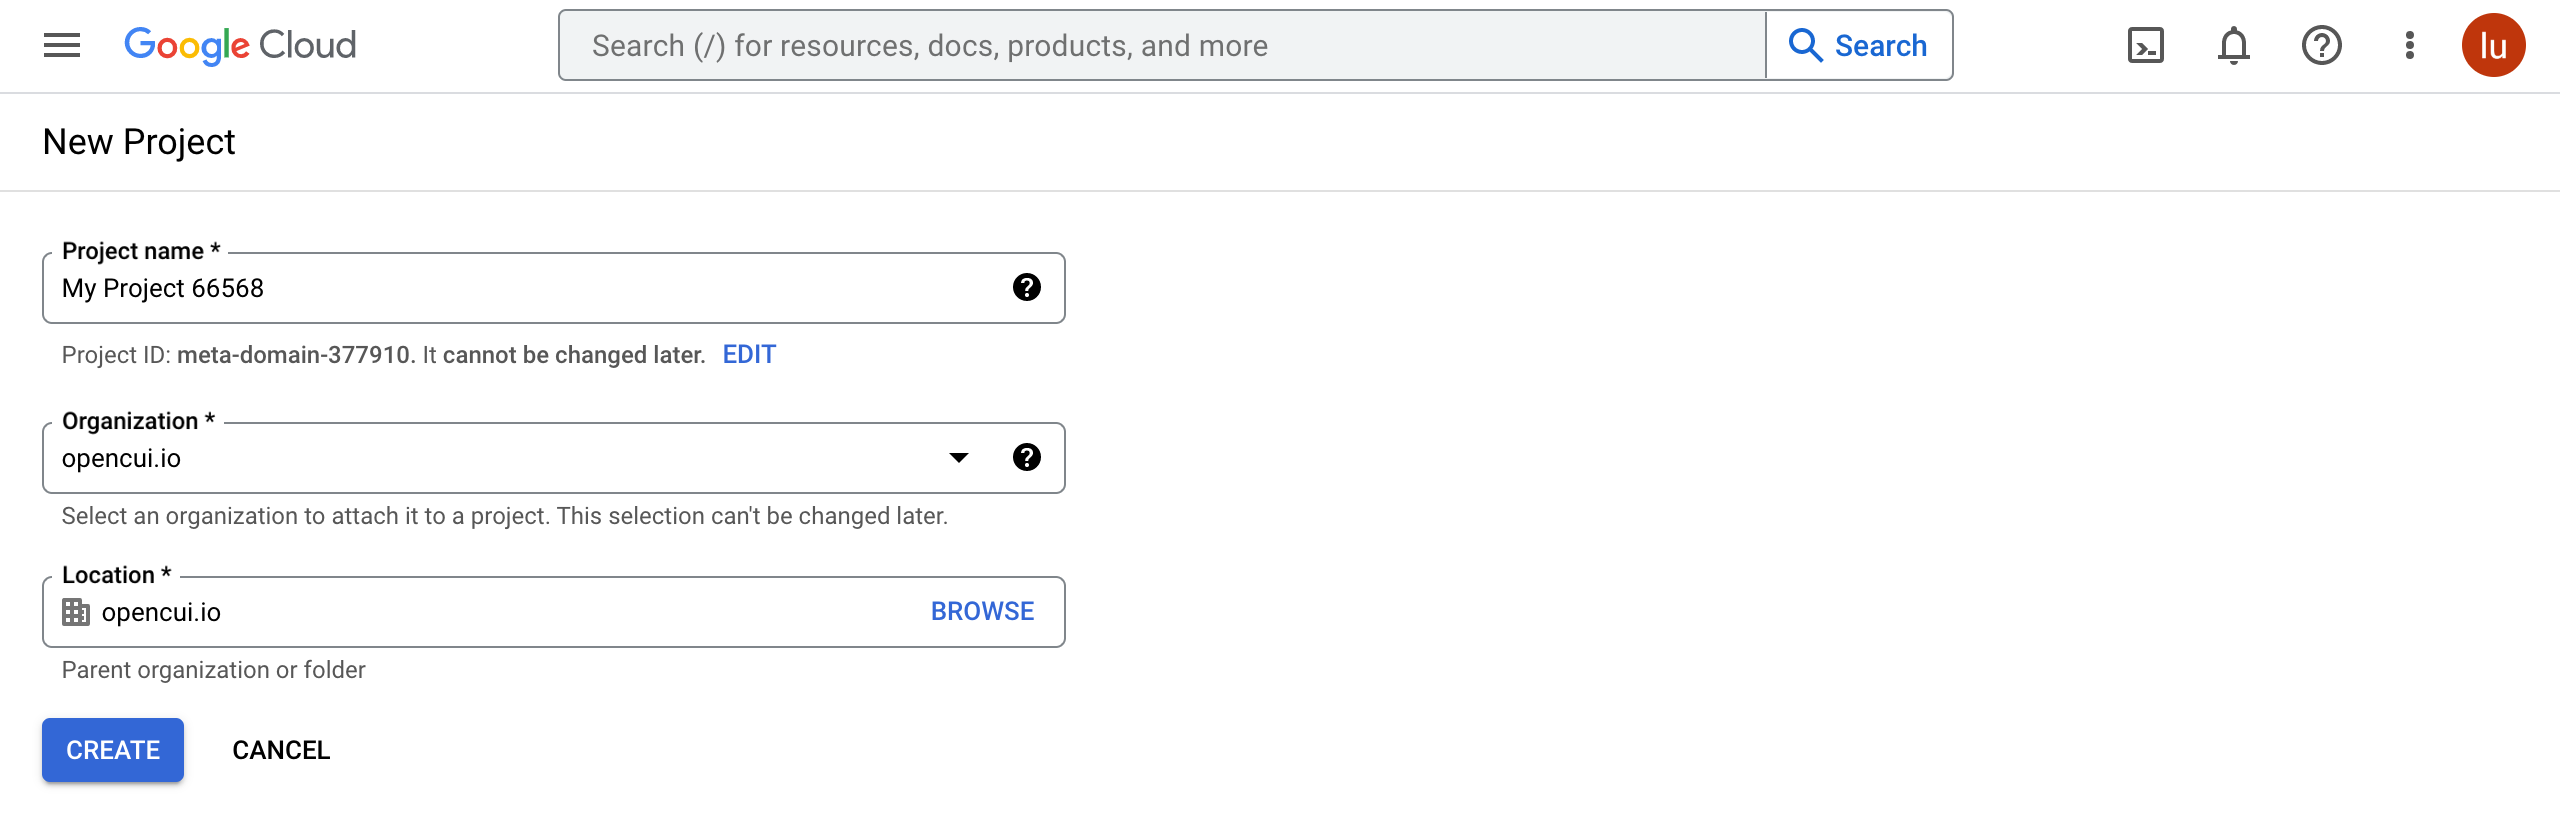 Google Cloud
Search (/) for resources, docs, products, and more
Search
lu
New Project
Project name *
My Project 66568
Project ID: meta-domain-377910. It cannot be changed later. EDIT
Organization *
opencui.io
Select an organization to attach it to a project. This selection can't be changed later.
Location *
opencui.io
BROWSE
Parent organization or folder
CREATE
CANCEL